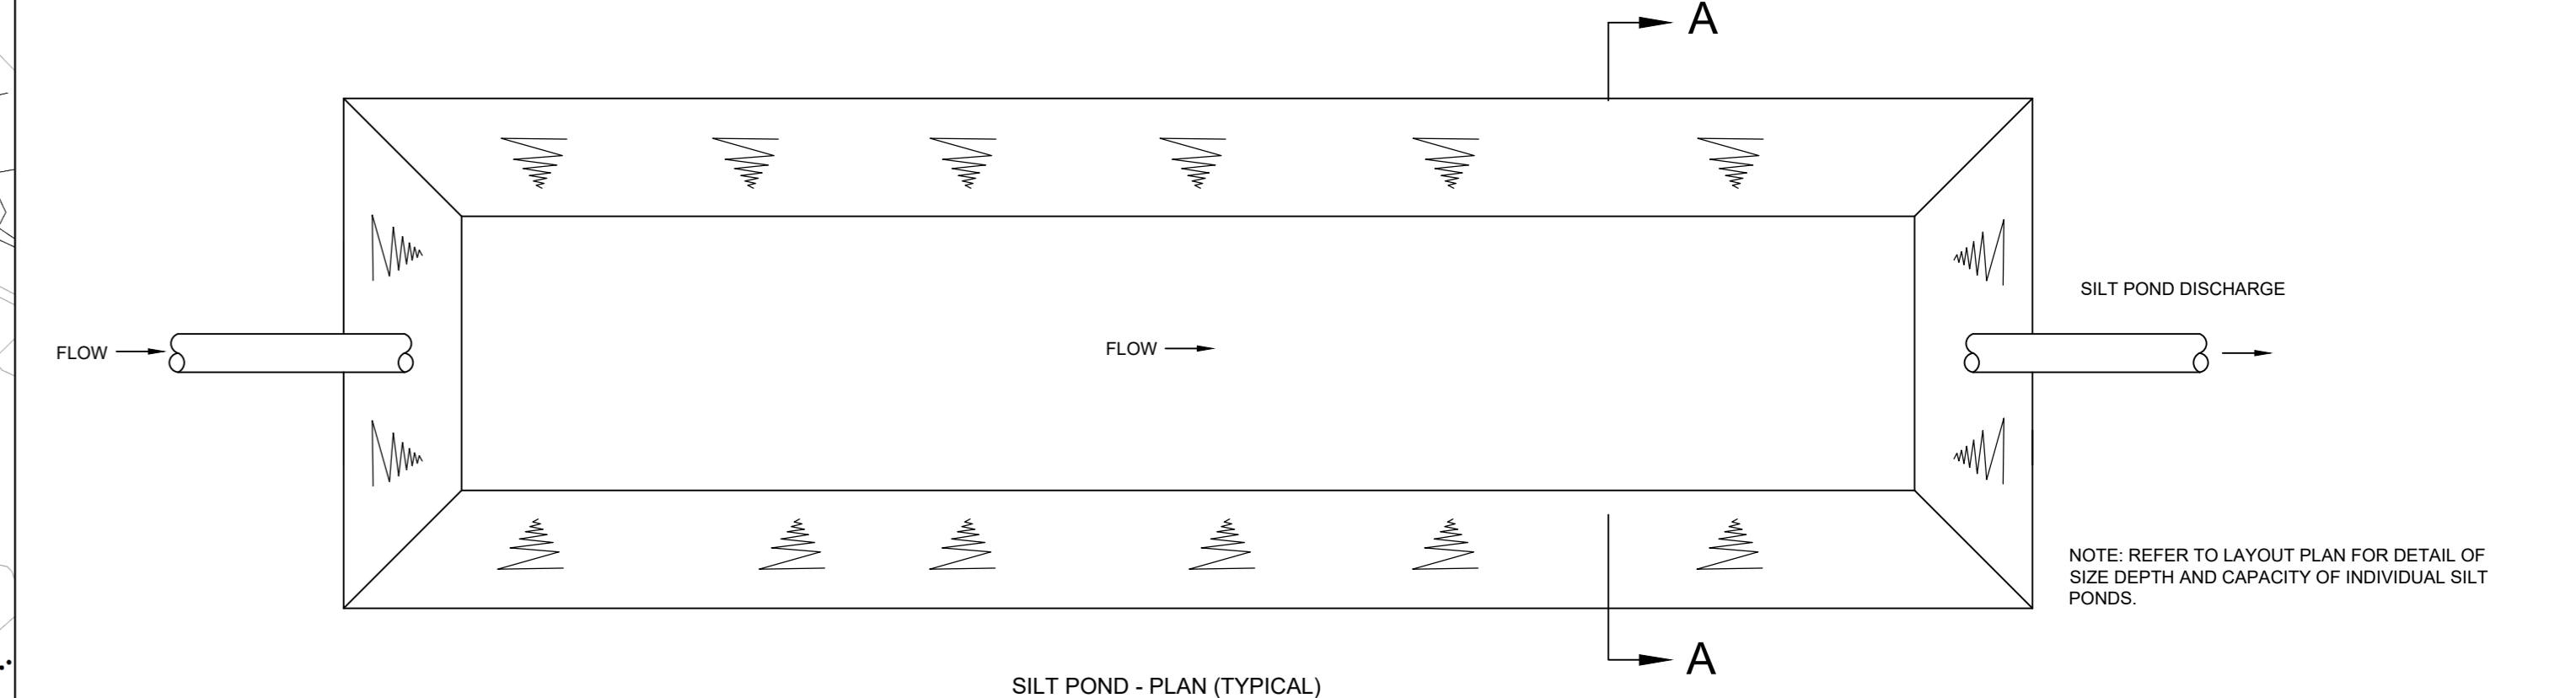 A
SILT POND DISCHARGE
FLOW
FLOW
NOTE: REFER TO LAYOUT PLAN FOR DETAIL OF
SIZE DEPTH AND CAPACITY OF INDIVIDUAL SILT
PONDS.
A
SILT POND - PLAN (TYPICAL)